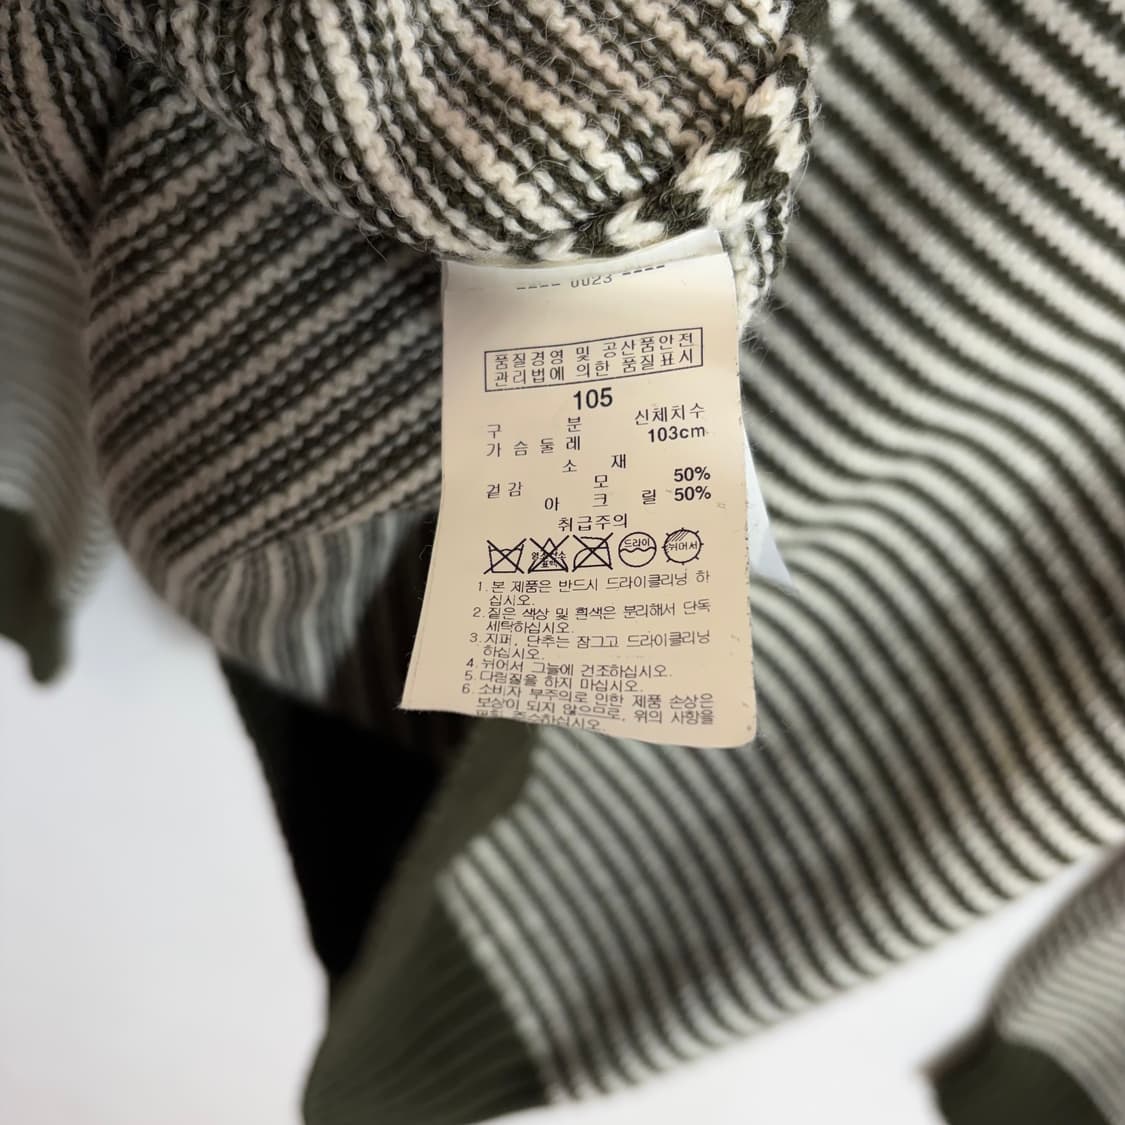 ---- 0023 ----
품질경영 및 공산품안전
관리법에 의한 품질표시
105
구 분 신체치수
가 슴 둘 레 103cm
소 재
겉감 모 50%
아 크 릴 50%
취급주의
드라이 뉘어서
1. 본 제품은 반드시 드라이클리닝 하
십시오.
2. 짙은 색상 및 흰색은 분리해서 단독
세탁하십시오.
3. 지퍼, 단추는 잠그고 드라이클리닝
하십시오.
4. 뉘어서 그늘에 건조하십시오.
5 다림질을 하지 마십시오.
6. 소비자 부주의로 인한 제품 손상은
보상이 되지 않으므로, 위의 사항을